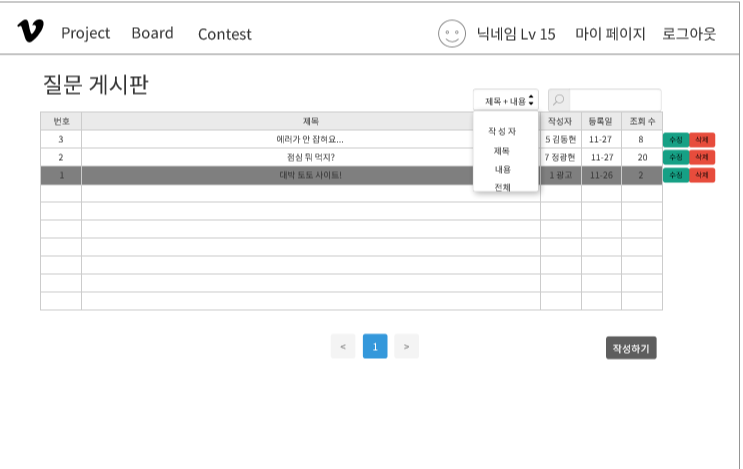 Project Board Contest 닉네임 Lv 15 마이 페이지 로그아웃
질문 게시판
제목 + 내용
번호 제목 작성자 등록일 조회 수
작성자
제목
내용
전체
3 에러가 안 잡혀요... 5 김동현 11-27 8 수정 삭제
2 점심 뭐 먹지? 7 정광현 11-27 20 수정 삭제
1 대박 토토 사이트! 1 광고 11-26 2 수정 삭제
< 1 >
작성하기